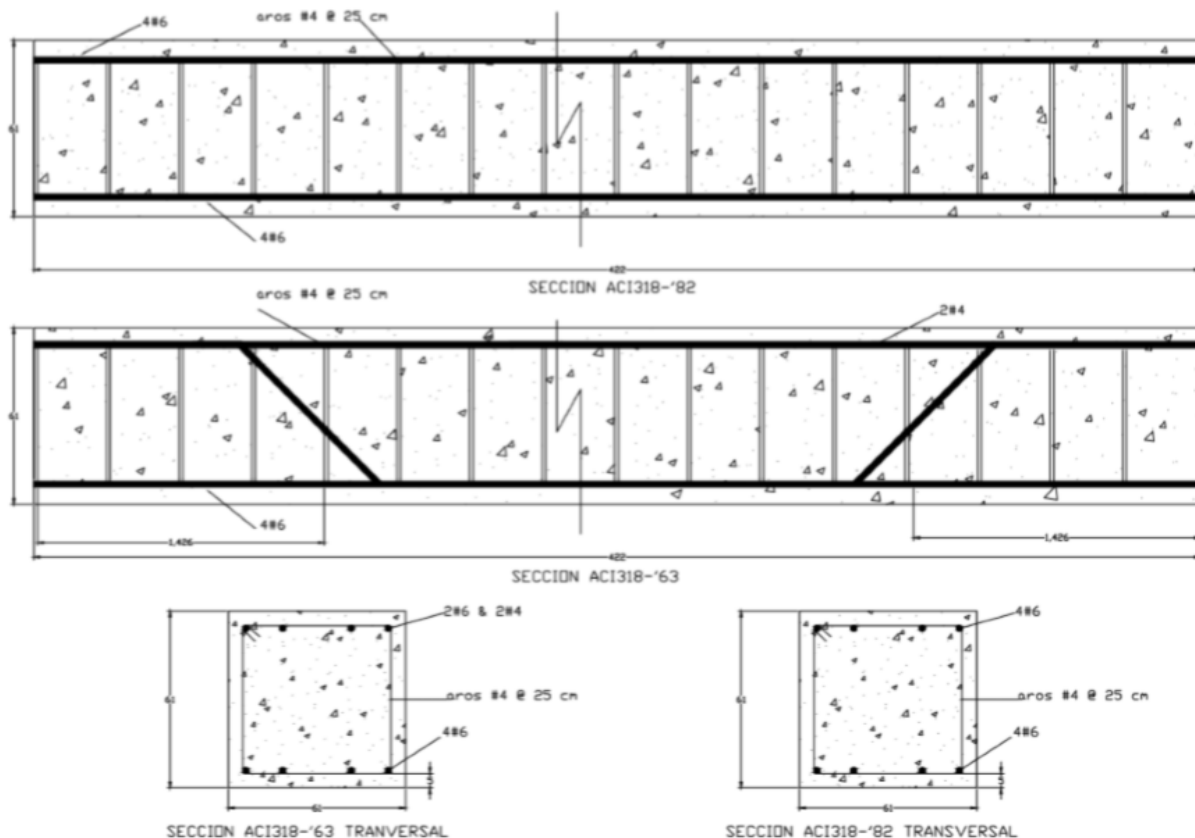 4#6
aros #4 @ 25 cm
61
4#6
422
SECCION ACI318-'82
aros #4 @ 25 cm
2#4
61
4#6
1,426
1,426
422
SECCION ACI318-'63
2#6 & 2#4
61
aros #4 @ 25 cm
4#6
61
SECCION ACI318-'63 TRANVERSAL
4#6
61
aros #4 @ 25 cm
4#6
61
SECCION ACI318-'82 TRANSVERSAL